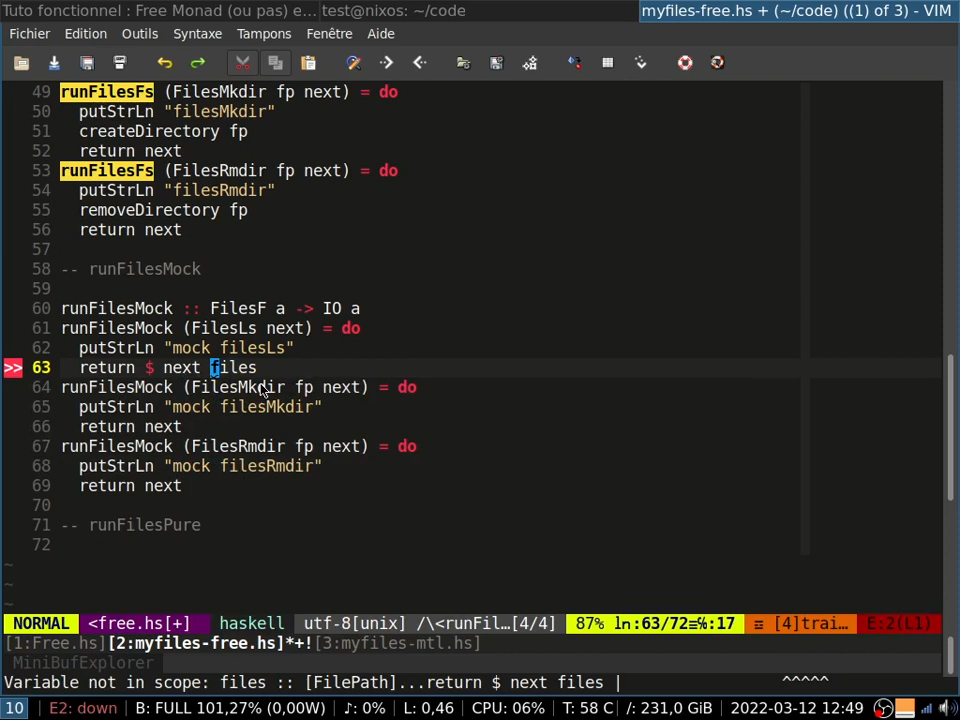 Tuto fonctionnel : Free Monad (ou pas) e... test@nixos: ~/code myfiles-free.hs + (~/code) ((1) of 3) - VIM
Fichier Edition Outils Syntaxe Tampons Fenêtre Aide
49 runFilesFs (FilesMkdir fp next) = do
50 putStrLn "filesMkdir"
51 createDirectory fp
52 return next
53 runFilesFs (FilesRmdir fp next) = do
54 putStrLn "filesRmdir"
55 removeDirectory fp
56 return next
57
58 -- runFilesMock
59
60 runFilesMock :: FilesF a -> IO a
61 runFilesMock (FilesLs next) = do
62 putStrLn "mock filesLs"
>> 63 return $ next files
64 runFilesMock (FilesMkdir fp next) = do
65 putStrLn "mock filesMkdir"
66 return next
67 runFilesMock (FilesRmdir fp next) = do
68 putStrLn "mock filesRmdir"
69 return next
70
71 -- runFilesPure
72
~
~
~
NORMAL <free.hs[+] haskell utf-8[unix] /\<runFil…[4/4] 87% ln:63/72≡%:17 ≡ [4]trai… E:2(L1)
[1:Free.hs][2:myfiles-free.hs]*+![3:myfiles-mtl.hs]
MiniBufExplorer
Variable not in scope: files :: [FilePath]...return $ next files | ^^^^^
10 E2: down B: FULL 101,27% (0,00W) ♪: 0% L: 0,46 CPU: 06% T: 58 C /: 231,0 GiB 2022-03-12 12:49